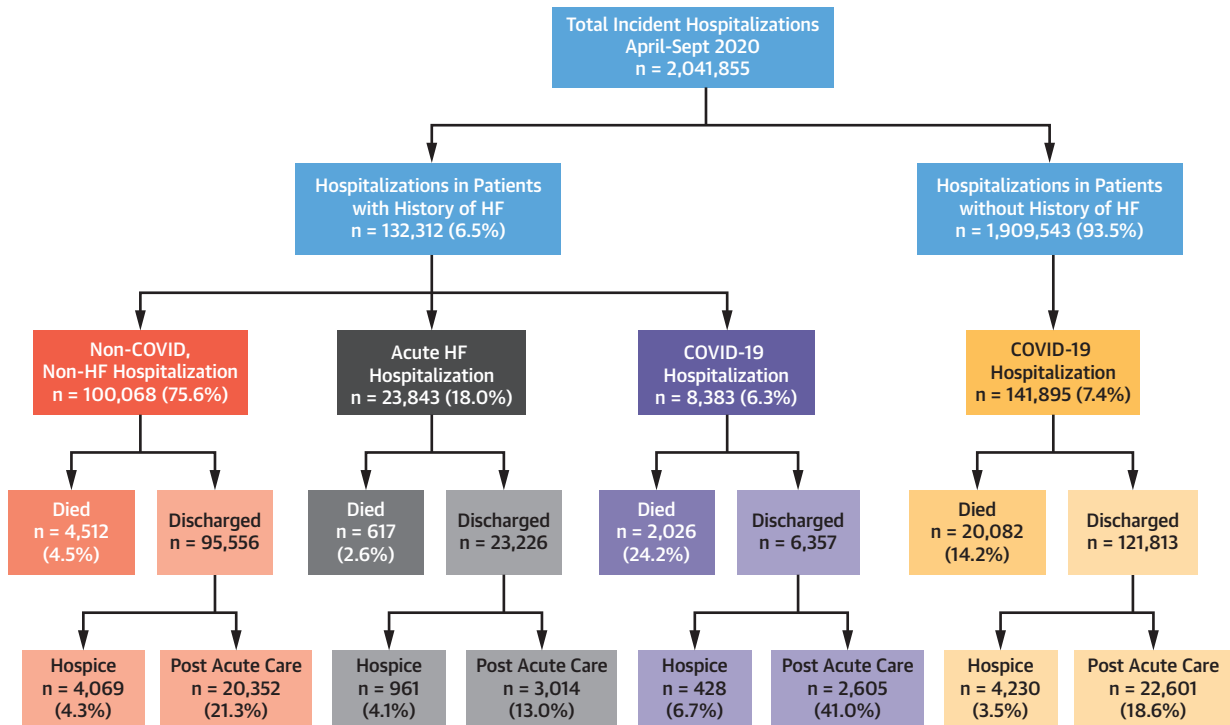 Total Incident Hospitalizations
April-Sept 2020
n = 2,041,855
Hospitalizations in Patients
with History of HF
n = 132,312 (6.5%)
Hospitalizations in Patients
without History of HF
n = 1,909,543 (93.5%)
Non-COVID,
Non-HF Hospitalization
n = 100,068 (75.6%)
Acute HF
Hospitalization
n = 23,843 (18.0%)
COVID-19
Hospitalization
n = 8,383 (6.3%)
COVID-19
Hospitalization
n = 141,895 (7.4%)
Died
n = 4,512
(4.5%)
Discharged
n = 95,556
Died
n = 617
(2.6%)
Discharged
n = 23,226
Died
n = 2,026
(24.2%)
Discharged
n = 6,357
Died
n = 20,082
(14.2%)
Discharged
n = 121,813
Hospice
n = 4,069
(4.3%)
Post Acute Care
n = 20,352
(21.3%)
Hospice
n = 961
(4.1%)
Post Acute Care
n = 3,014
(13.0%)
Hospice
n = 428
(6.7%)
Post Acute Care
n = 2,605
(41.0%)
Hospice
n = 4,230
(3.5%)
Post Acute Care
n = 22,601
(18.6%)